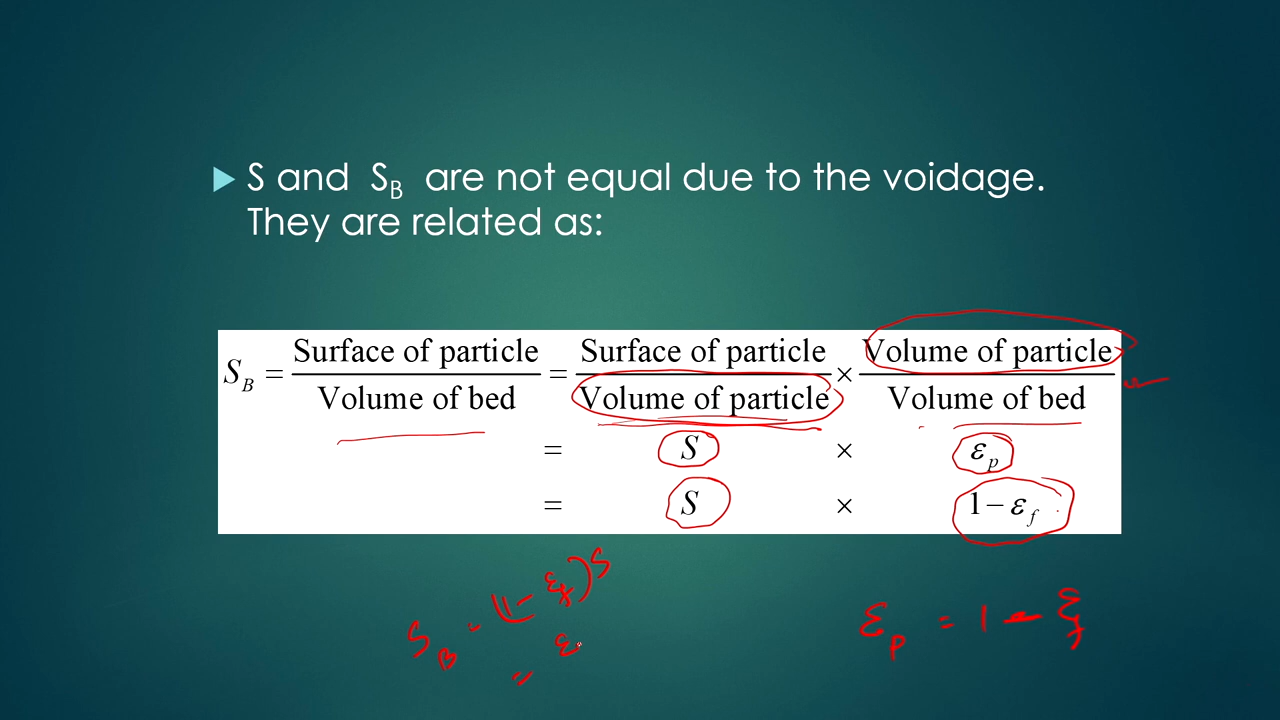 S and S_B are not equal due to the voidage.
They are related as:
S_B = Surface of particle / Volume of bed = Surface of particle / Volume of particle × Volume of particle / Volume of bed
= S × ε_p
= S × 1 − ε_f
S_B = (1 − ε_f) S
= ε
ε_p = 1 − ε_f